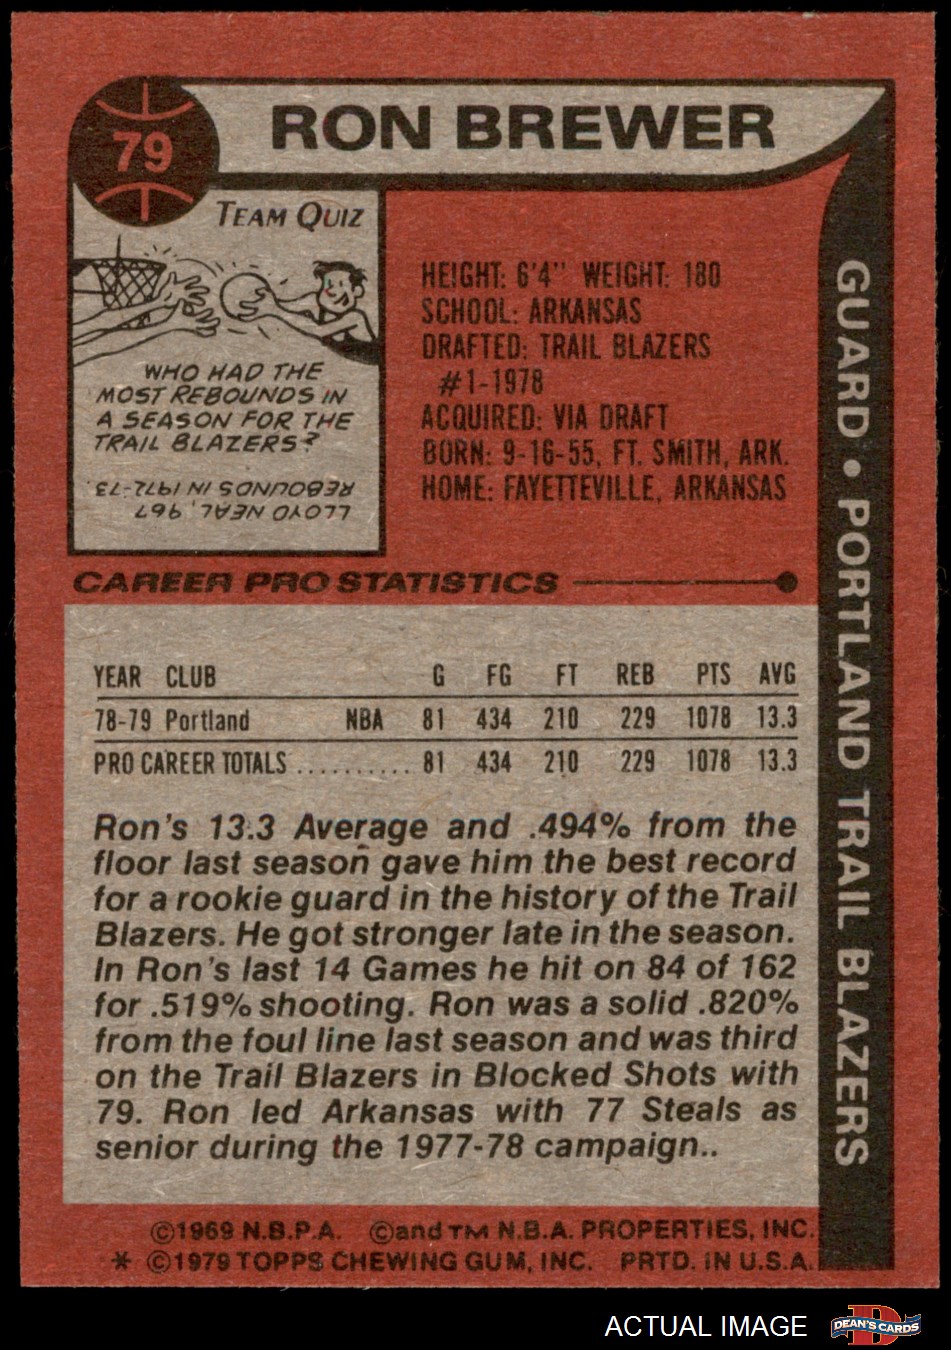 79
RON BREWER
TEAM QUIZ
WHO HAD THE
MOST REBOUNDS IN
A SEASON FOR THE
TRAIL BLAZERS?
LLOYD NEAL, 967
REBOUNDS IN 1972-73.
HEIGHT: 6'4" WEIGHT: 180
SCHOOL: ARKANSAS
DRAFTED: TRAIL BLAZERS
#1-1978
ACQUIRED: VIA DRAFT
BORN: 9-16-55, FT. SMITH, ARK.
HOME: FAYETTEVILLE, ARKANSAS
GUARD • PORTLAND TRAIL BLAZERS
CAREER PRO STATISTICS
YEAR CLUB G FG FT REB PTS AVG
78-79 Portland NBA 81 434 210 229 1078 13.3
PRO CAREER TOTALS .......... 81 434 210 229 1078 13.3
Ron's 13.3 Average and .494% from the
floor last season gave him the best record
for a rookie guard in the history of the Trail
Blazers. He got stronger late in the season.
In Ron's last 14 Games he hit on 84 of 162
for .519% shooting. Ron was a solid .820%
from the foul line last season and was third
on the Trail Blazers in Blocked Shots with
79. Ron led Arkansas with 77 Steals as
senior during the 1977-78 campaign..
©1969 N.B.P.A. ©and TM N.B.A. PROPERTIES, INC.
* ©1979 TOPPS CHEWING GUM, INC. PRTD. IN U.S.A.
ACTUAL IMAGE
D
DEAN'S CARDS